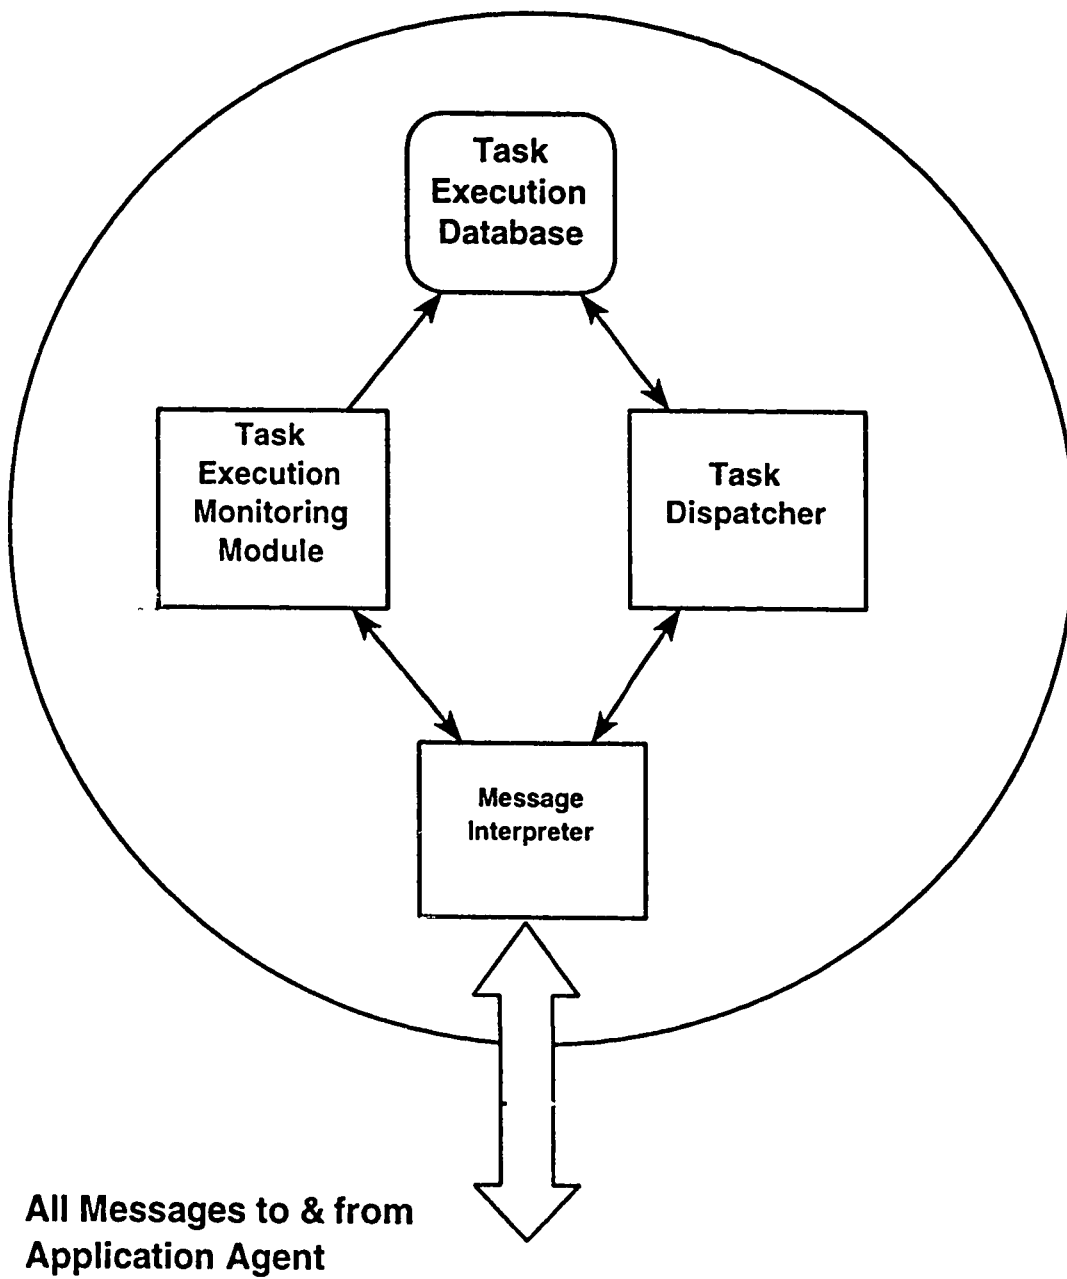 Task
Execution
Database
Task
Execution
Monitoring
Module
Task
Dispatcher
Message
Interpreter
All Messages to & from
Application Agent